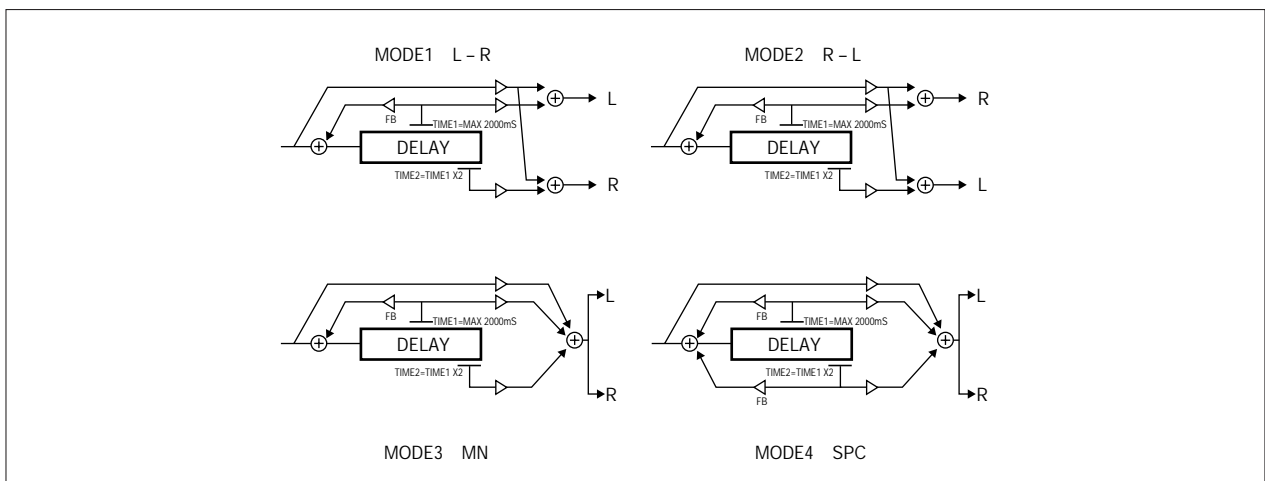 MODE1 L – R
L
FB
TIME1=MAX 2000mS
DELAY
TIME2=TIME1 X2
R
MODE2 R – L
R
FB
TIME1=MAX 2000mS
DELAY
TIME2=TIME1 X2
L
L
FB
TIME1=MAX 2000mS
DELAY
TIME2=TIME1 X2
R
MODE3 MN
L
FB
TIME1=MAX 2000mS
DELAY
TIME2=TIME1 X2
FB
R
MODE4 SPC